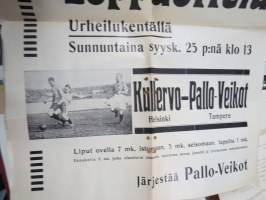 Loppuottelu
Urheilukentällä
Sunnuntaina syysk. 25 p:nä klo 13
Kullervo-Pallo-Veikot
Helsinki Tampere
Liput ovella 7 mk. istumaan, 5 mk. seisomaan, lapsilta 1 mk.
Järjestää Pallo-Veikot